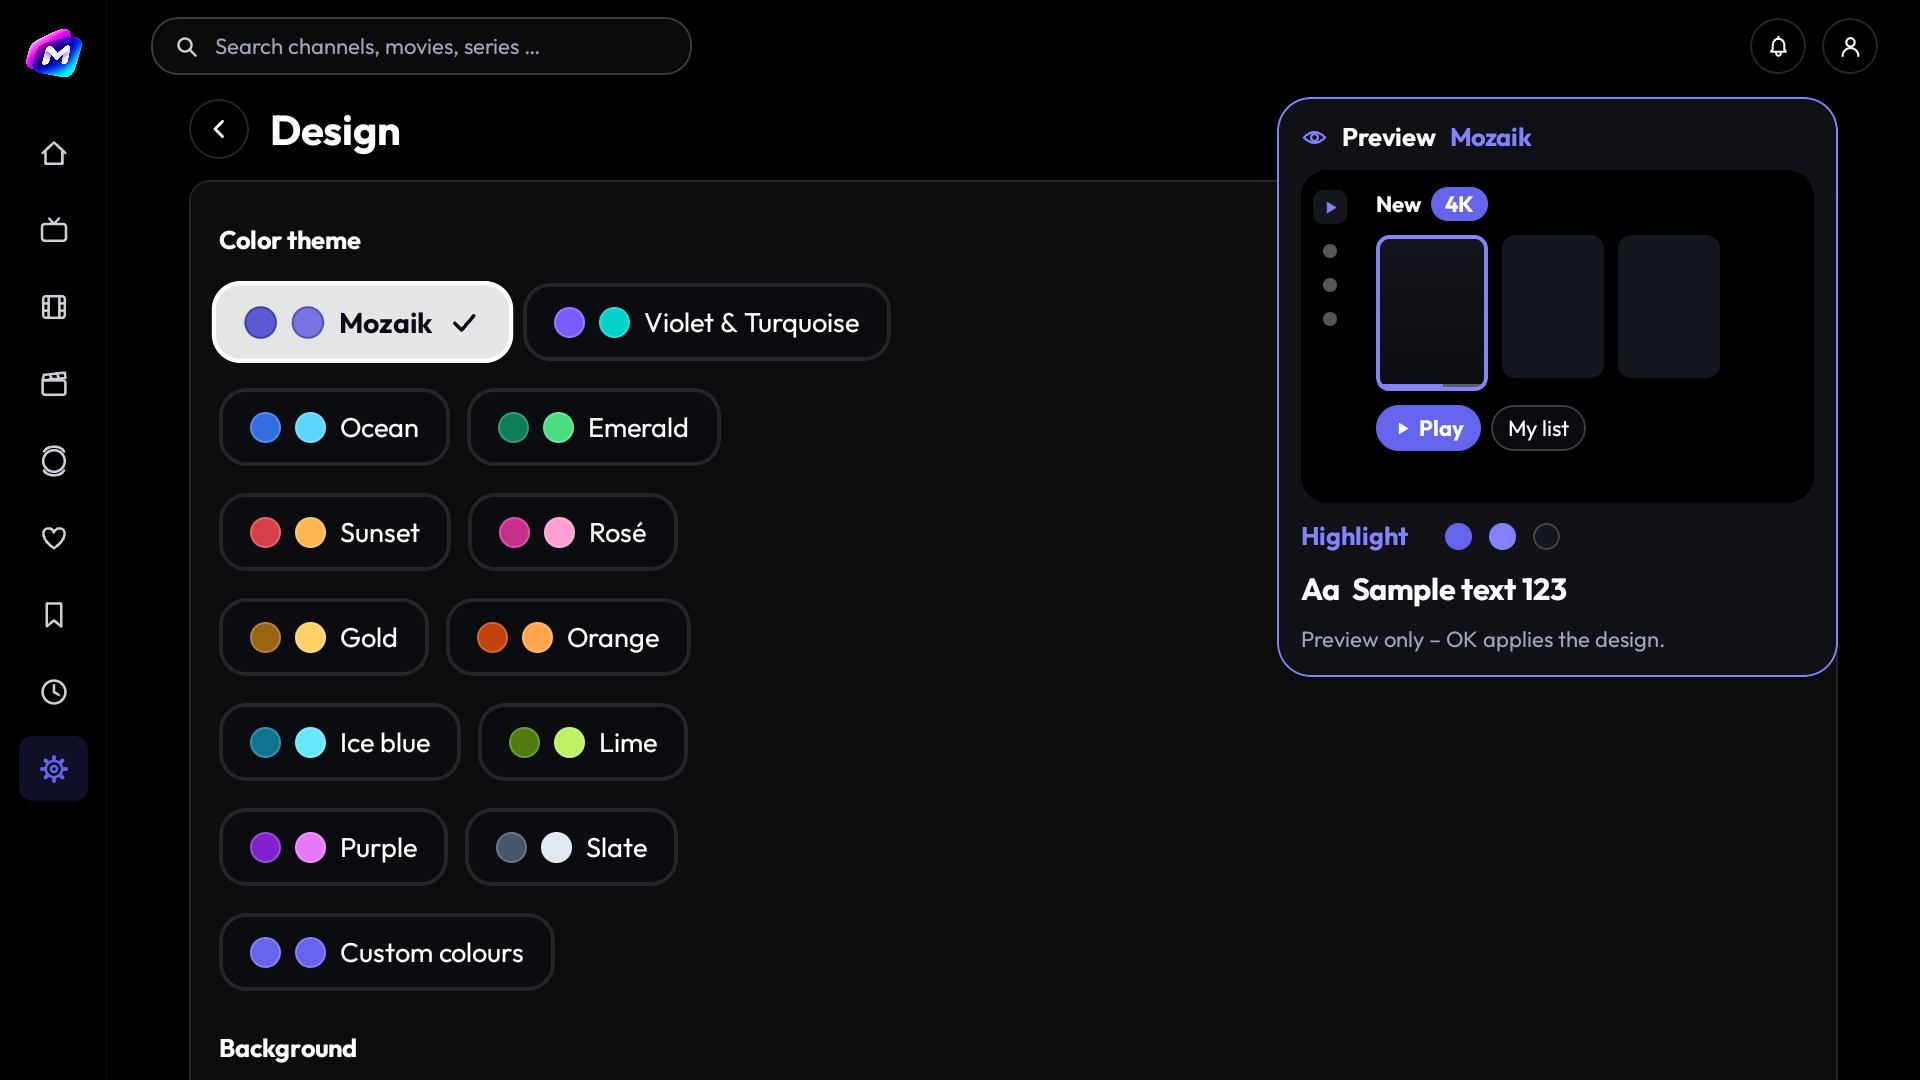 M
Search channels, movies, series ...
Design
Color theme
Mozaik
Violet & Turquoise
Ocean
Emerald
Sunset
Rosé
Gold
Orange
Ice blue
Lime
Purple
Slate
Custom colours
Background
Preview Mozaik
New 4K
Play
My list
Highlight
Aa Sample text 123
Preview only – OK applies the design.